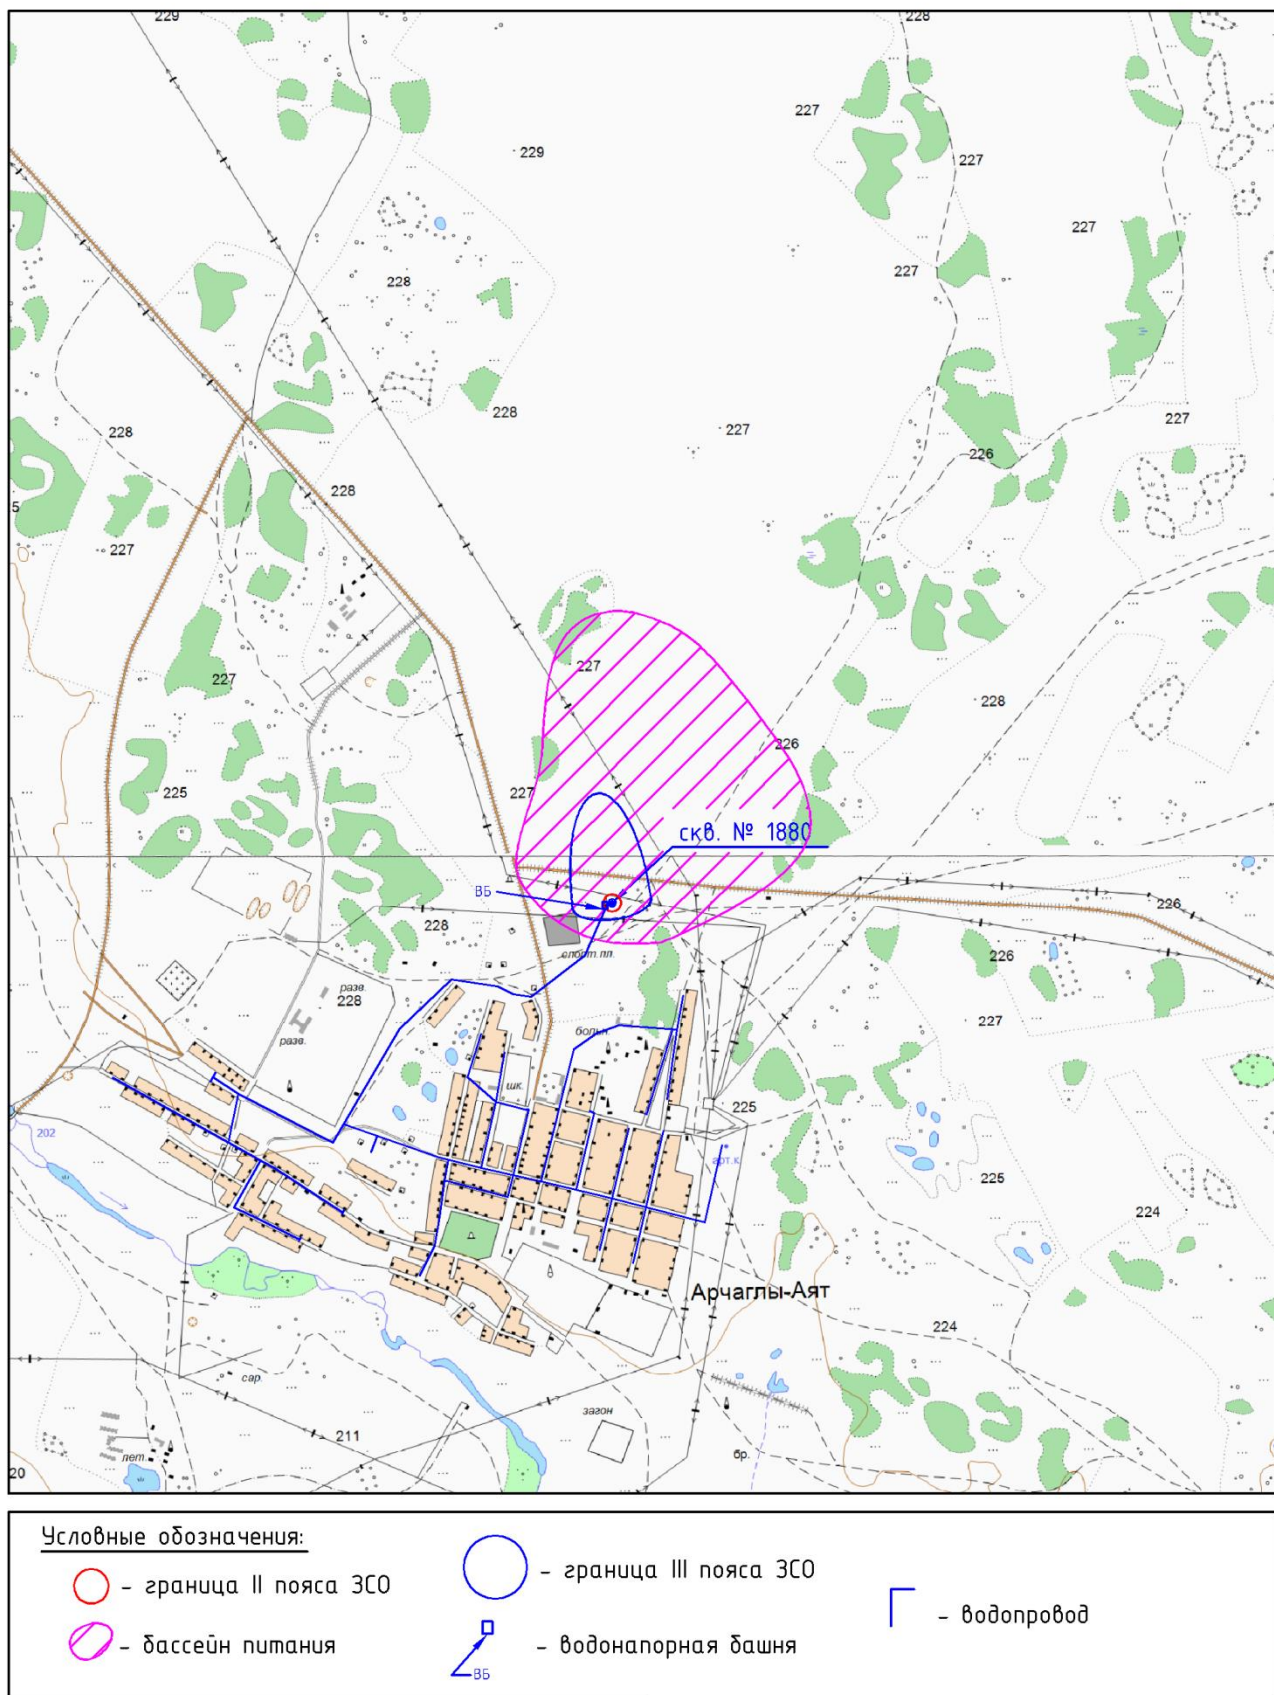 229
228
227
229
227
227
227
228
228
227
227
228
226
228
5
227
227
227
228
226
225
227
скв. № 1880
ВБ
226
228
226
спорт. пл.
разв.
228
227
больн.
разв.
шк.
225
202
арт.к.
225
224
Арчаглы-Аят
224
сар.
загон
211
бр.
лет.
20
Условные обозначения:
- граница II пояса ЗСО
- граница III пояса ЗСО
- водопровод
- бассейн питания
- водонапорная башня
ВБ